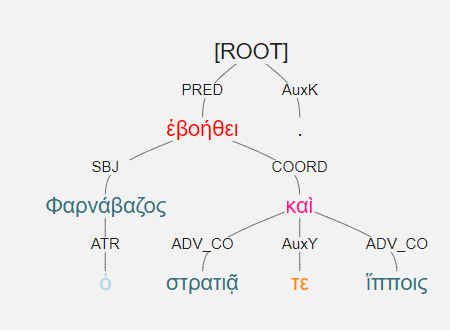 [ROOT]
PRED AuxK
ἐβοήθει .
SBJ COORD
Φαρνάβαζος καὶ
ATR ADV_CO AuxY ADV_CO
ὁ στρατιᾷ τε ἵπποις